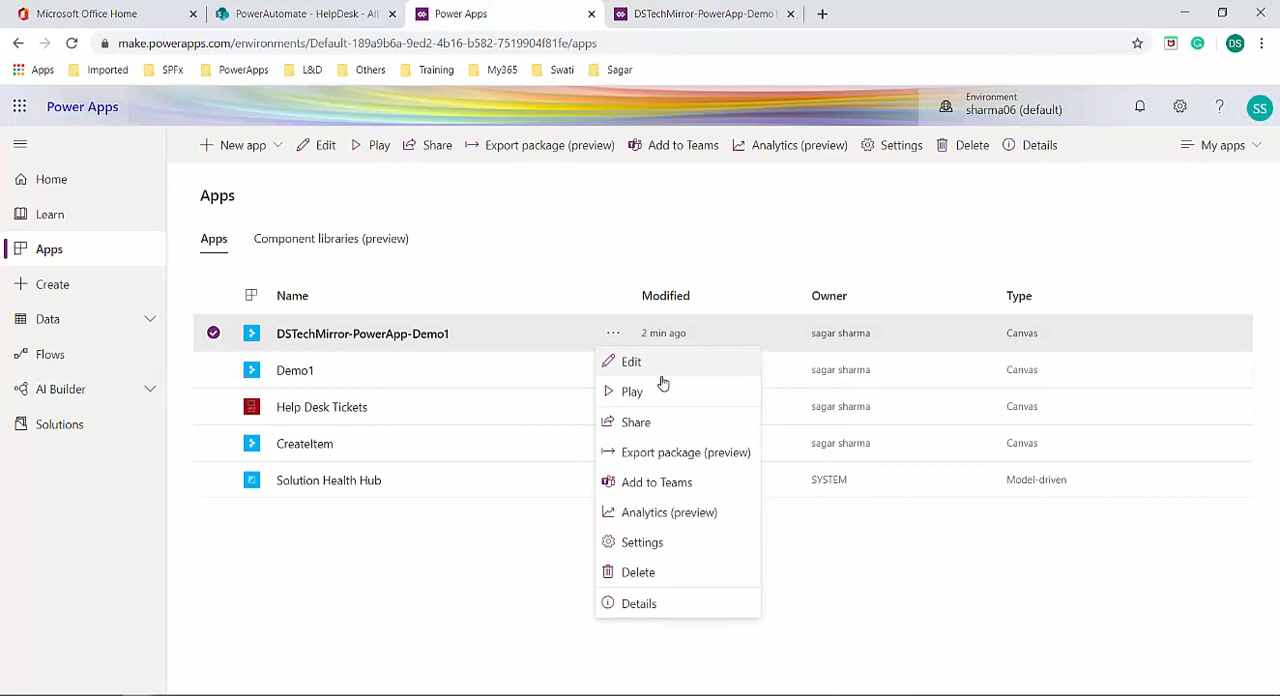 Microsoft Office Home
PowerAutomate - HelpDesk - All
Power Apps
DSTechMirror-PowerApp-Demo1
make.powerapps.com/environments/Default-189a9b6a-9ed2-4b16-b582-7519904f81fe/apps
DS
Apps Imported SPFx PowerApps L&D Others Training My365 Swati Sagar
Power Apps
Environment
sharma06 (default)
SS
New app Edit Play Share Export package (preview) Add to Teams Analytics (preview) Settings Delete Details My apps
Home
Learn
Apps
Create
Data
Flows
AI Builder
Solutions
Apps
Apps Component libraries (preview)
Name Modified Owner Type
DSTechMirror-PowerApp-Demo1 ... 2 min ago sagar sharma Canvas
Demo1 sagar sharma Canvas
Help Desk Tickets sagar sharma Canvas
CreateItem sagar sharma Canvas
Solution Health Hub SYSTEM Model-driven
Edit
Play
Share
Export package (preview)
Add to Teams
Analytics (preview)
Settings
Delete
Details